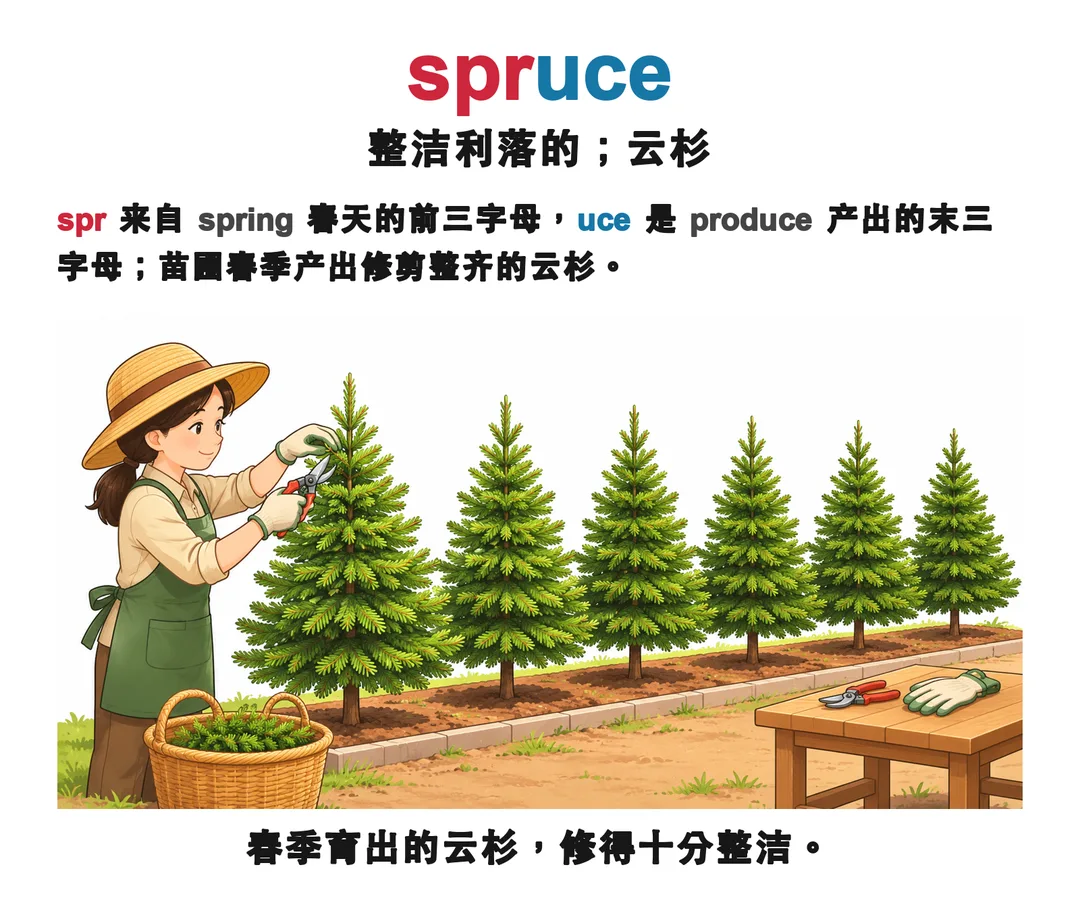 spruce
整洁利落的；云杉
spr 来自 spring 春天的前三字母，uce 是 produce 产出的末三
字母；苗圃春季产出修剪整齐的云杉。
春季育出的云杉，修得十分整洁。